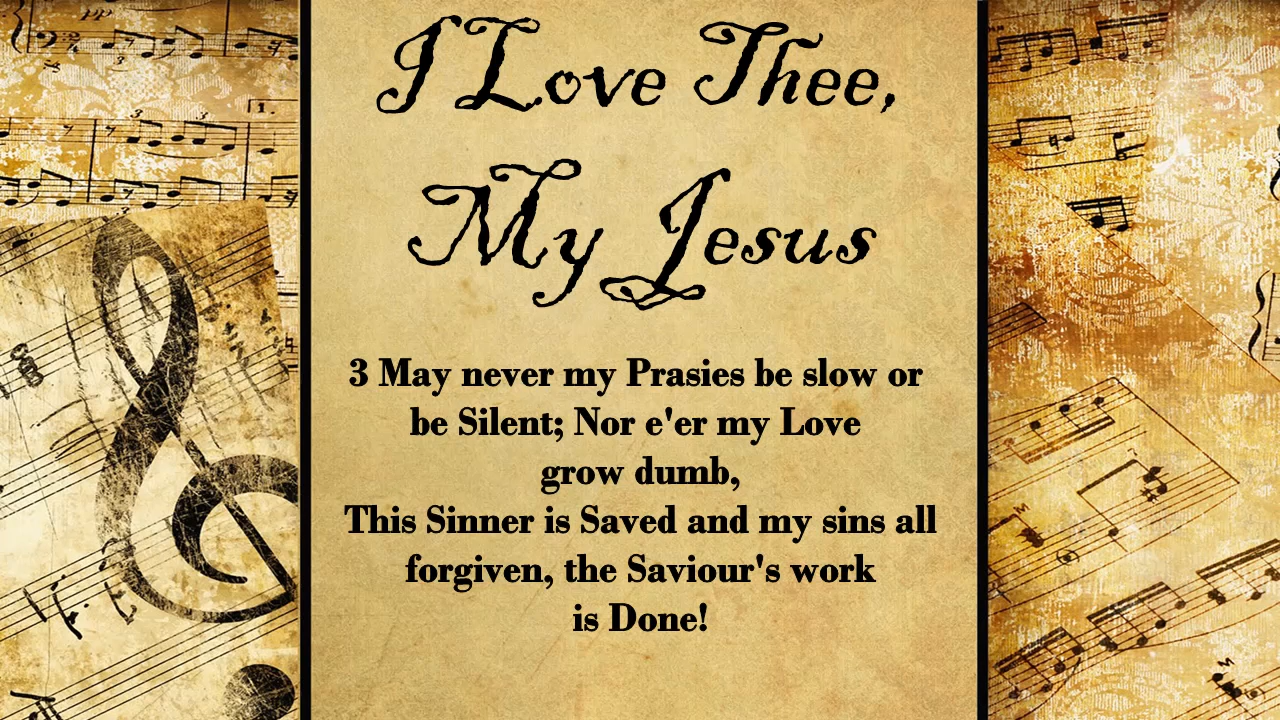 I Love Thee,
My Jesus
3 May never my Prasies be slow or
be Silent; Nor e'er my Love
grow dumb,
This Sinner is Saved and my sins all
forgiven, the Saviour's work
is Done!